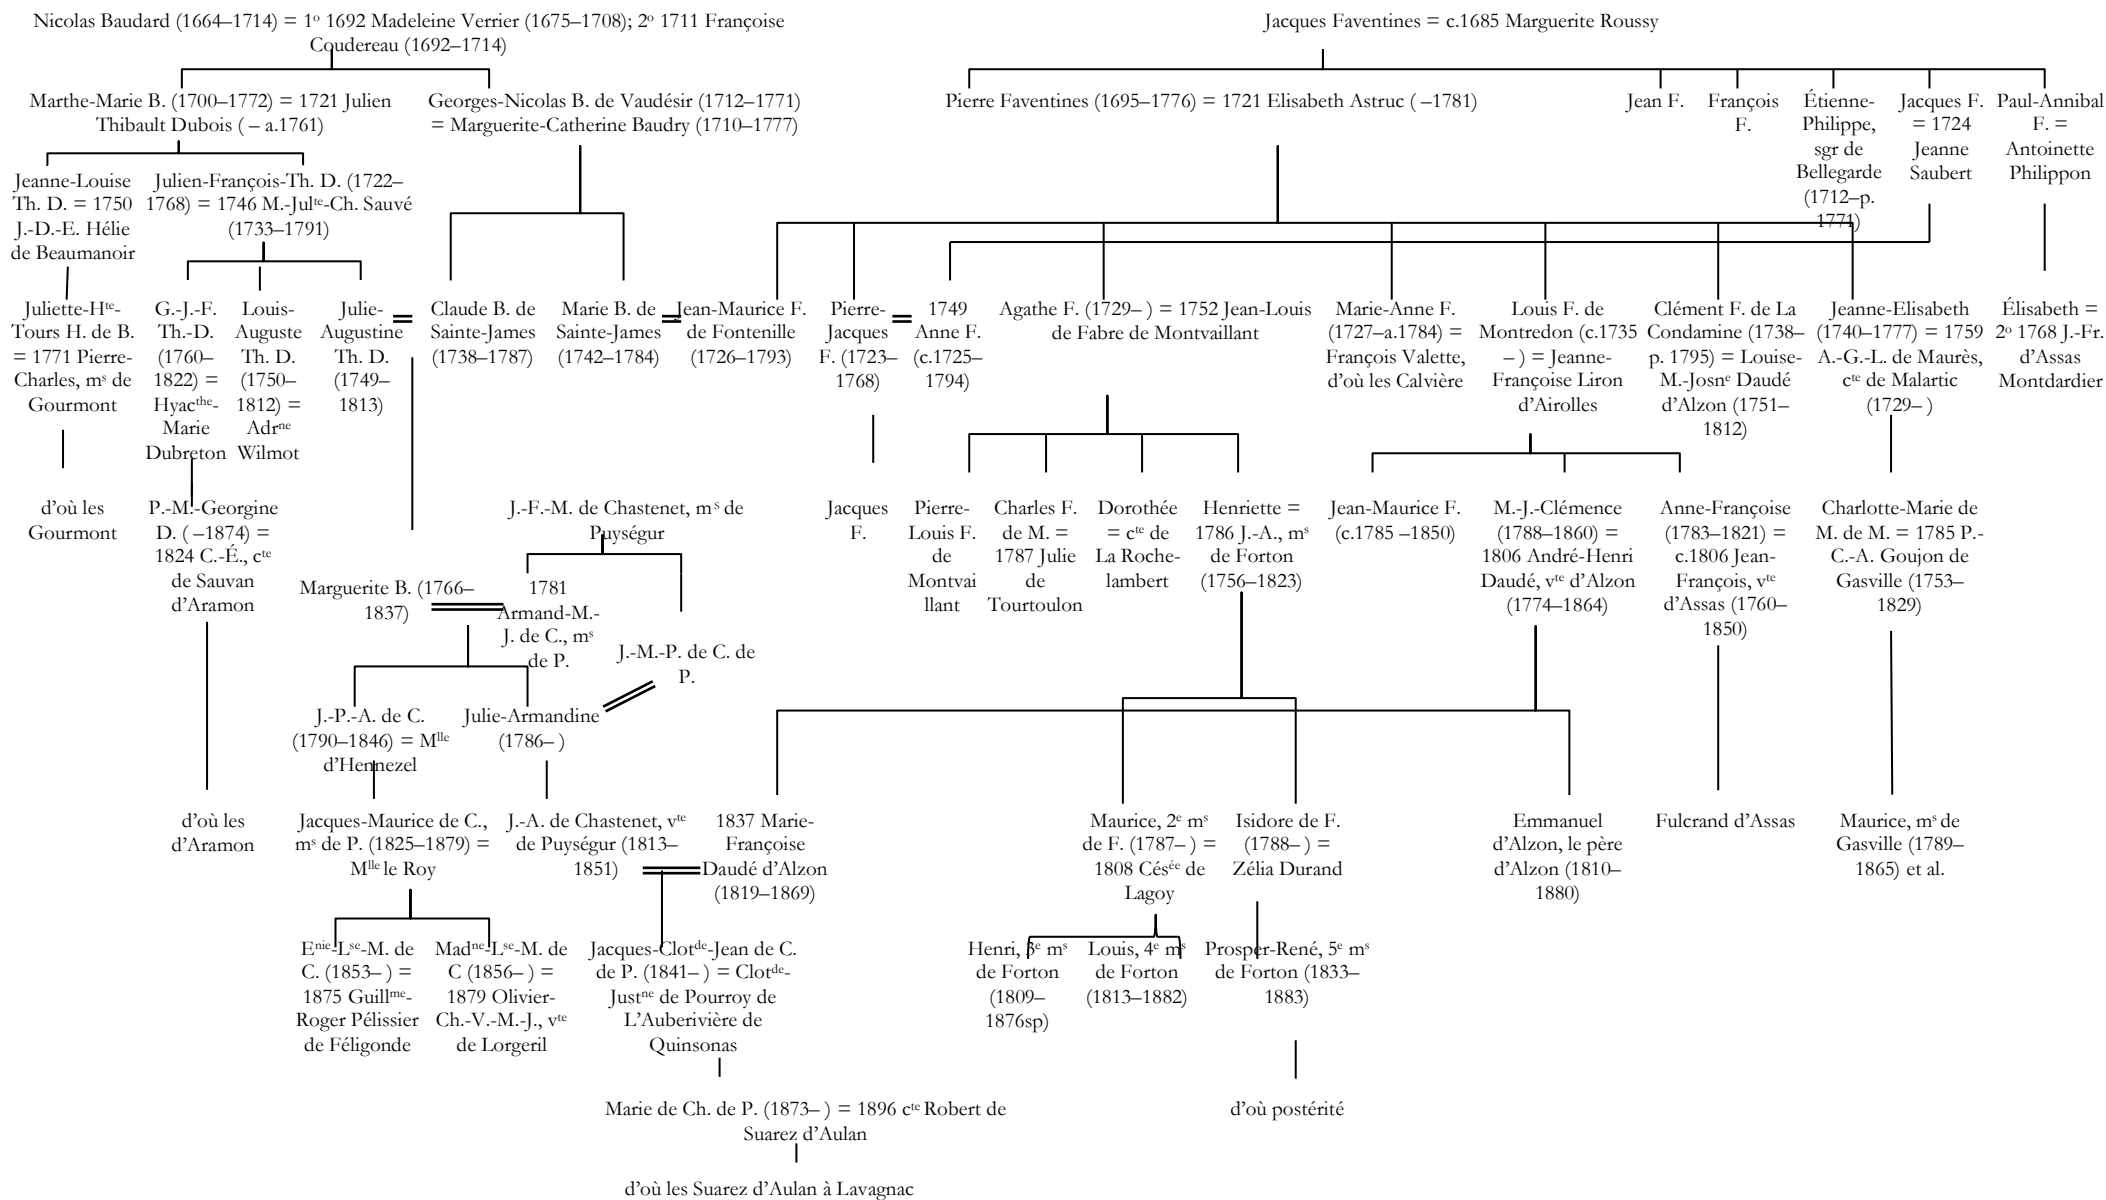 Nicolas Baudard (1664–1714) = 1º 1692 Madeleine Verrier (1675–1708); 2º 1711 Françoise
Coudereau (1692–1714)
Jacques Faventines = c.1685 Marguerite Roussy
Marthe-Marie B. (1700–1772) = 1721 Julien
Thibault Dubois ( – a.1761)
Georges-Nicolas B. de Vaudésir (1712–1771)
= Marguerite-Catherine Baudry (1710–1777)
Pierre Faventines (1695–1776) = 1721 Elisabeth Astruc ( –1781)
Jean F.
François
F.
Étienne-
Philippe,
sgr de
Bellegarde
(1712–p.
1771)
Jacques F.
= 1724
Jeanne
Saubert
Paul-Annibal
F. =
Antoinette
Philippon
Jeanne-Louise
Th. D. = 1750
J.-D.-E. Hélie
de Beaumanoir
Julien-François-Th. D. (1722–
1768) = 1746 M.-Julte-Ch. Sauvé
(1733–1791)
Juliette-Hte-
Tours H. de B.
= 1771 Pierre-
Charles, ms de
Gourmont
G.-J.-F.
Th.-D.
(1760–
1822) =
Hyacthe-
Marie
Dubreton
Louis-
Auguste
Th. D.
(1750–
1812) =
Adrne
Wilmot
Julie-
Augustine
Th. D.
(1749–
1813)
Claude B. de
Sainte-James
(1738–1787)
Marie B. de
Sainte-James
(1742–1784)
Jean-Maurice F.
de Fontenille
(1726–1793)
Pierre-
Jacques
F. (1723–
1768)
1749
Anne F.
(c.1725–
1794)
Agathe F. (1729– ) = 1752 Jean-Louis
de Fabre de Montvaillant
Marie-Anne F.
(1727–a.1784) =
François Valette,
d’où les Calvière
Louis F. de
Montredon (c.1735
– ) = Jeanne-
Françoise Liron
d’Airolles
Clément F. de La
Condamine (1738–
p. 1795) = Louise-
M.-Josne Daudé
d’Alzon (1751–
1812)
Jeanne-Elisabeth
(1740–1777) = 1759
A.-G.-L. de Maurès,
cte de Malartic
(1729– )
Élisabeth =
2º 1768 J.-Fr.
d’Assas
Montdardier
d’où les
Gourmont
P.-M.-Georgine
D. ( –1874) =
1824 C.-É., cte
de Sauvan
d’Aramon
J.-F.-M. de Chastenet, ms de
Puységur
Marguerite B. (1766–
1837)
1781
Armand-M.-
J. de C., ms
de P.
J.-M.-P. de C. de
P.
Jacques
F.
Pierre-
Louis F.
de
Montvai
llant
Charles F.
de M. =
1787 Julie
de
Tourtoulon
Dorothée
= cte de
La Roche-
lambert
Henriette =
1786 J.-A., ms
de Forton
(1756–1823)
Jean-Maurice F.
(c.1785 –1850)
M.-J.-Clémence
(1788–1860) =
1806 André-Henri
Daudé, vte d’Alzon
(1774–1864)
Anne-Françoise
(1783–1821) =
c.1806 Jean-
François, vte
d’Assas (1760–
1850)
Charlotte-Marie de
M. de M. = 1785 P.-
C.-A. Goujon de
Gasville (1753–
1829)
J.-P.-A. de C.
(1790–1846) = Mlle
d’Hennezel
Julie-Armandine
(1786– )
d’où les
d’Aramon
Jacques-Maurice de C.,
ms de P. (1825–1879) =
Mlle le Roy
J.-A. de Chastenet, vte
de Puységur (1813–
1851)
1837 Marie-
Françoise
Daudé d’Alzon
(1819–1869)
Maurice, 2e ms
de F. (1787– ) =
1808 Césée de
Lagoy
Isidore de F.
(1788– ) =
Zélia Durand
Emmanuel
d’Alzon, le père
d’Alzon (1810–
1880)
Fulcrand d’Assas
Maurice, ms de
Gasville (1789–
1865) et al.
Enie-Lse-M. de
C. (1853– ) =
1875 Guillme-
Roger Pélissier
de Féligonde
Madne-Lse-M. de
C (1856– ) =
1879 Olivier-
Ch.-V.-M.-J., vte
de Lorgeril
Jacques-Clotde-Jean de C.
de P. (1841– ) = Clotde-
Justne de Pourroy de
L’Auberivière de
Quinsonas
Henri, 3e ms
de Forton
(1809–
1876sp)
Louis, 4e ms
de Forton
(1813–1882)
Prosper-René, 5e ms
de Forton (1833–
1883)
Marie de Ch. de P. (1873– ) = 1896 cte Robert de
Suarez d’Aulan
d’où postérité
d’où les Suarez d’Aulan à Lavagnac